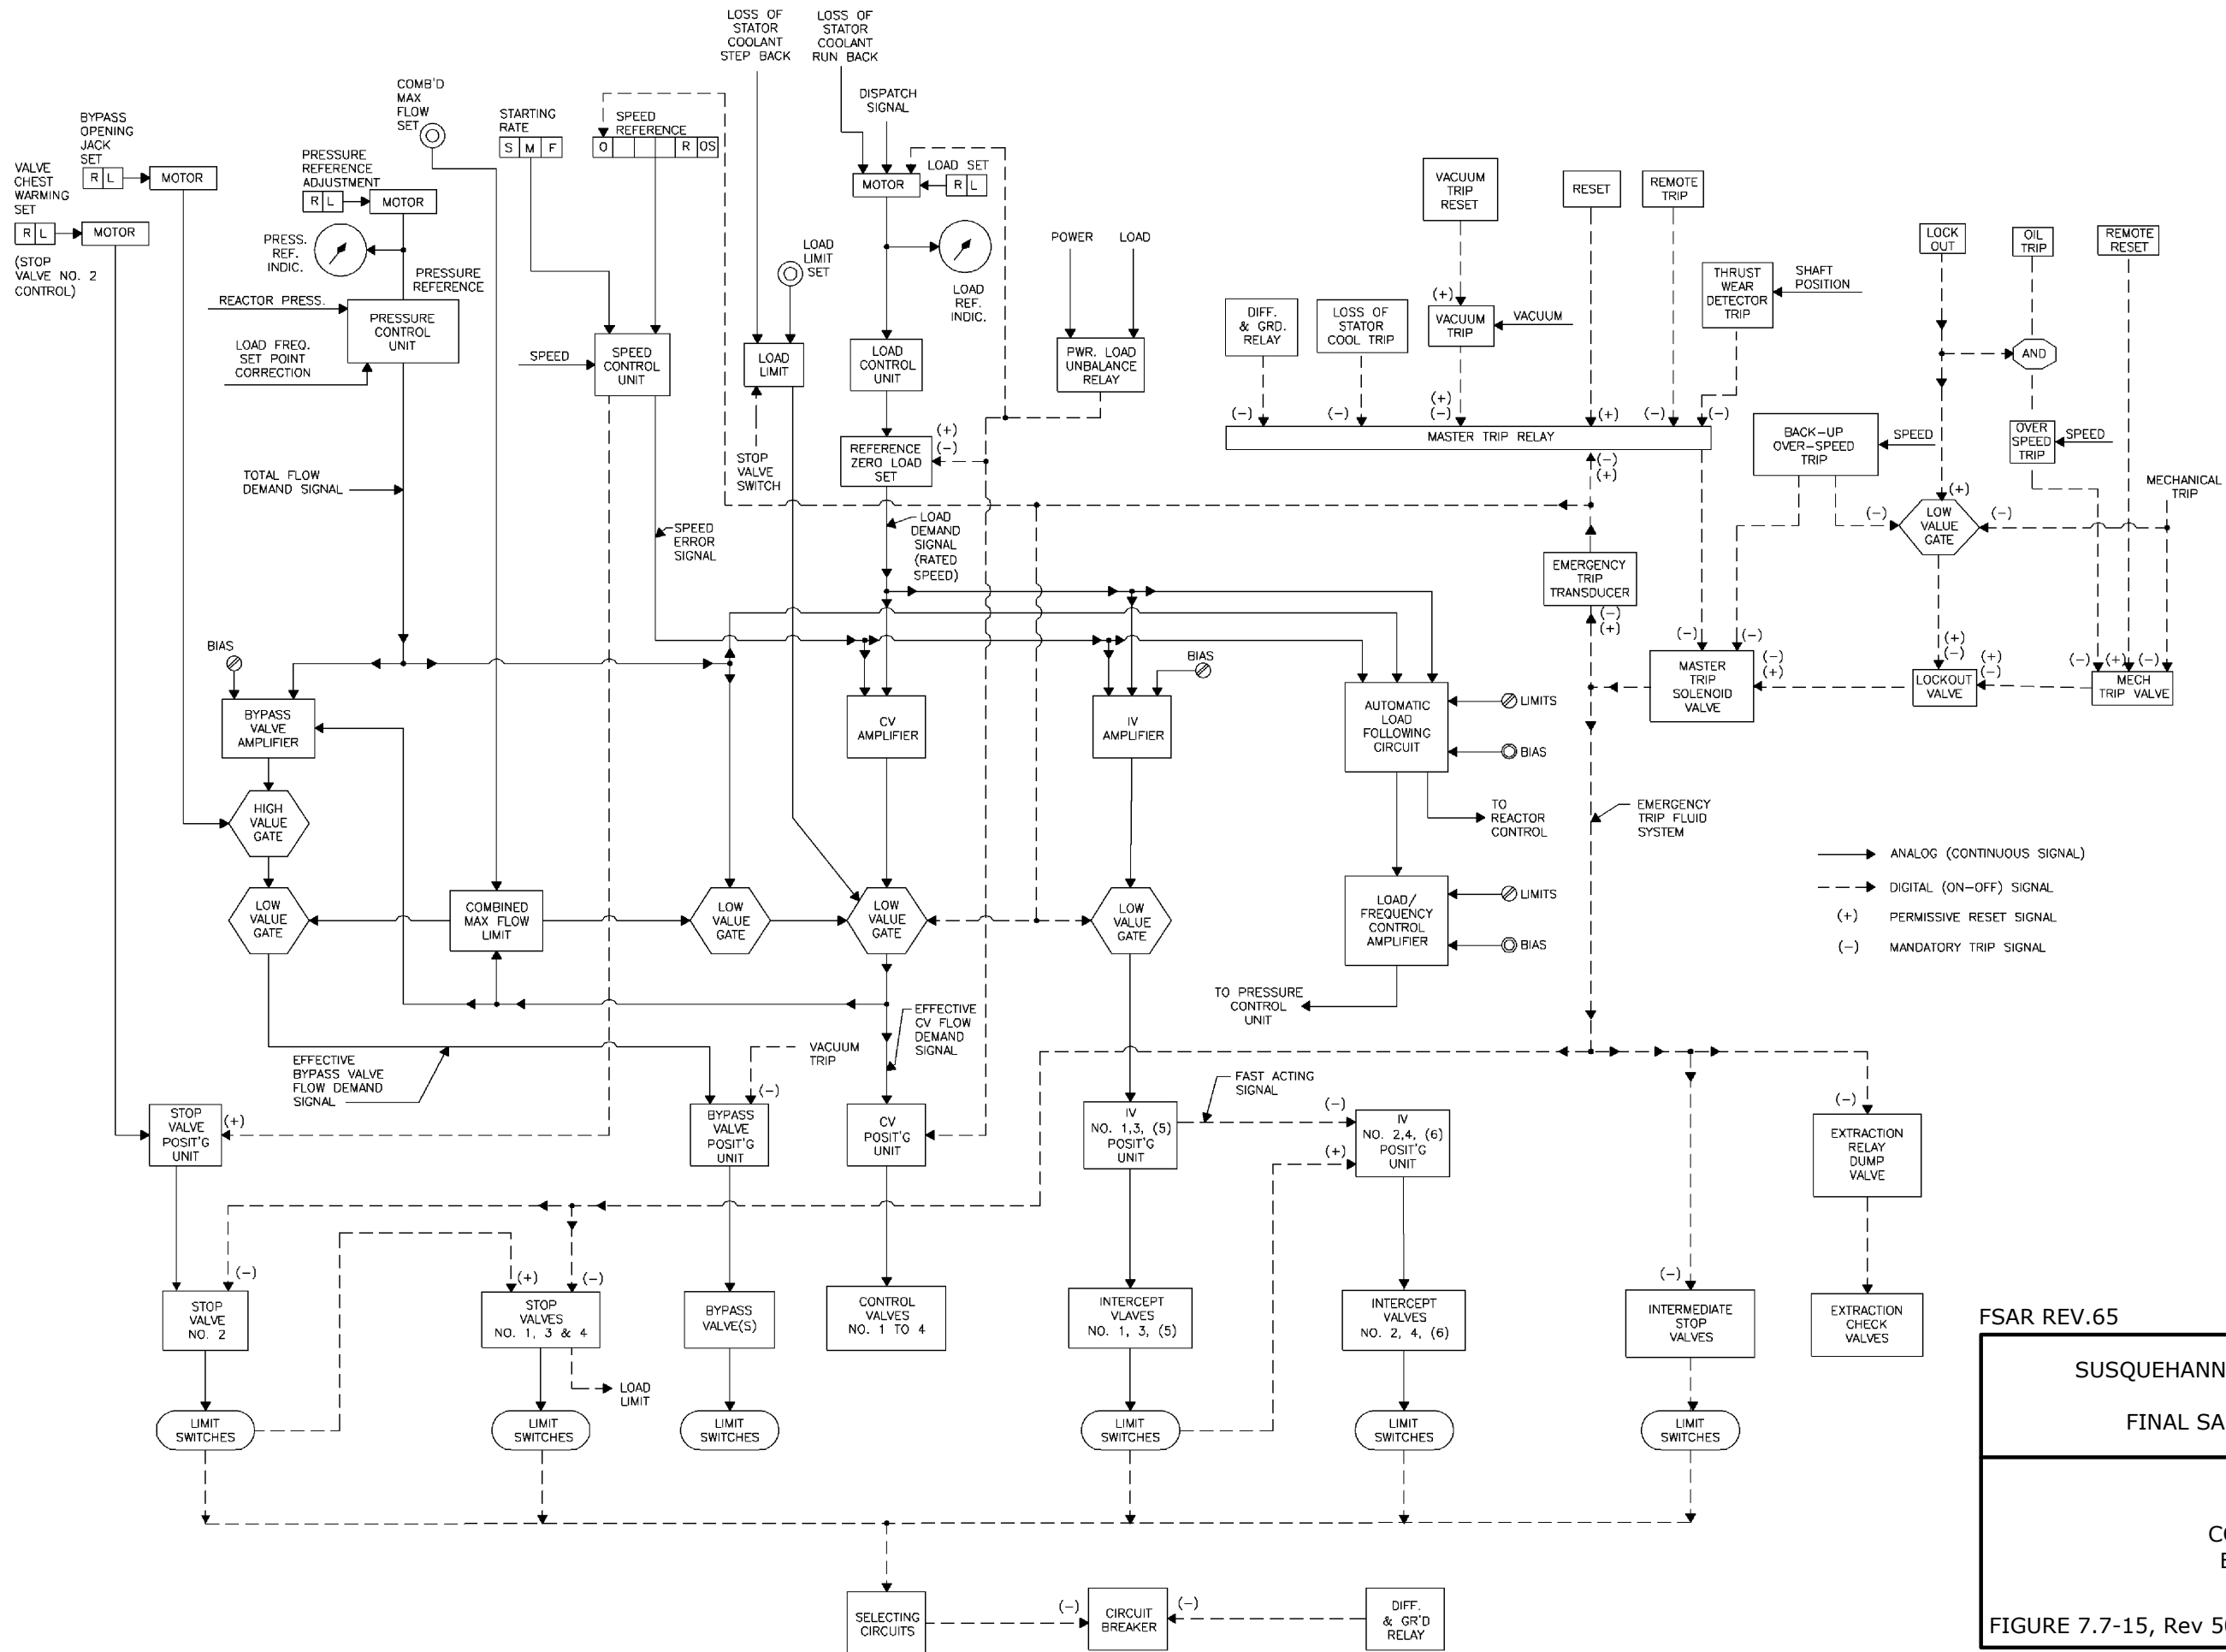 LOSS OF
STATOR
COOLANT
STEP BACK
LOSS OF
STATOR
COOLANT
RUN BACK
DISPATCH
SIGNAL
COMB'D
MAX
FLOW
SET
STARTING
RATE
S M F
SPEED
REFERENCE
O R OS
BYPASS
OPENING
JACK
SET
R L
MOTOR
VALVE
CHEST
WARMING
SET
R L
MOTOR
(STOP
VALVE NO. 2
CONTROL)
PRESSURE
REFERENCE
ADJUSTMENT
R L
MOTOR
PRESS.
REF.
INDIC.
PRESSURE
REFERENCE
REACTOR PRESS.
PRESSURE
CONTROL
UNIT
LOAD FREQ.
SET POINT
CORRECTION
MOTOR
LOAD SET
R L
LOAD
REF.
INDIC.
LOAD
LIMIT
SET
SPEED
SPEED
CONTROL
UNIT
LOAD
LIMIT
LOAD
CONTROL
UNIT
POWER
LOAD
PWR. LOAD
UNBALANCE
RELAY
STOP
VALVE
SWITCH
REFERENCE
ZERO LOAD
SET
(+)
(-)
VACUUM
TRIP
RESET
RESET
REMOTE
TRIP
DIFF.
& GRD.
RELAY
LOSS OF
STATOR
COOL TRIP
(+)
VACUUM
TRIP
VACUUM
THRUST
WEAR
DETECTOR
TRIP
SHAFT
POSITION
LOCK
OUT
OIL
TRIP
REMOTE
RESET
AND
(-)
(-)
(+)
(-)
(+)
(-)
(-)
MASTER TRIP RELAY
(-)
(+)
BACK-UP
OVER-SPEED
TRIP
SPEED
OVER
SPEED
TRIP
SPEED
MECHANICAL
TRIP
(+)
(-)
LOW
VALUE
GATE
(-)
TOTAL FLOW
DEMAND SIGNAL
SPEED
ERROR
SIGNAL
LOAD
DEMAND
SIGNAL
(RATED
SPEED)
EMERGENCY
TRIP
TRANSDUCER
(-)
(+)
(-)
(-)
MASTER
TRIP
SOLENOID
VALVE
(-)
(+)
(+)
(-)
LOCKOUT
VALVE
(+)
(-)
(-)
(+)
(-)
MECH
TRIP VALVE
BIAS
BYPASS
VALVE
AMPLIFIER
CV
AMPLIFIER
IV
AMPLIFIER
BIAS
AUTOMATIC
LOAD
FOLLOWING
CIRCUIT
LIMITS
BIAS
HIGH
VALUE
GATE
TO
REACTOR
CONTROL
EMERGENCY
TRIP FLUID
SYSTEM
ANALOG (CONTINUOUS SIGNAL)
DIGITAL (ON-OFF) SIGNAL
(+) PERMISSIVE RESET SIGNAL
(-) MANDATORY TRIP SIGNAL
LOW
VALUE
GATE
COMBINED
MAX FLOW
LIMIT
LOW
VALUE
GATE
LOW
VALUE
GATE
LOW
VALUE
GATE
LOAD/
FREQUENCY
CONTROL
AMPLIFIER
LIMITS
BIAS
TO PRESSURE
CONTROL
UNIT
EFFECTIVE
CV FLOW
DEMAND
SIGNAL
EFFECTIVE
BYPASS VALVE
FLOW DEMAND
SIGNAL
VACUUM
TRIP
(-)
FAST ACTING
SIGNAL
STOP
VALVE
POSIT'G
UNIT
(+)
BYPASS
VALVE
POSIT'G
UNIT
CV
POSIT'G
UNIT
IV
NO. 1,3, (5)
POSIT'G
UNIT
(-)
(+)
IV
NO. 2,4, (6)
POSIT'G
UNIT
(-)
EXTRACTION
RELAY
DUMP
VALVE
(-)
STOP
VALVE
NO. 2
(+)
(-)
STOP
VALVES
NO. 1, 3 & 4
BYPASS
VALVE(S)
CONTROL
VALVES
NO. 1 TO 4
INTERCEPT
VLAVES
NO. 1, 3, (5)
INTERCEPT
VALVES
NO. 2, 4, (6)
(-)
INTERMEDIATE
STOP
VALVES
EXTRACTION
CHECK
VALVES
LOAD
LIMIT
LIMIT
SWITCHES
LIMIT
SWITCHES
LIMIT
SWITCHES
LIMIT
SWITCHES
LIMIT
SWITCHES
LIMIT
SWITCHES
SELECTING
CIRCUITS
(-)
CIRCUIT
BREAKER
(-)
DIFF.
& GR'D
RELAY
FSAR REV.65
SUSQUEHANN
FINAL SA
FIGURE 7.7-15, Rev 5